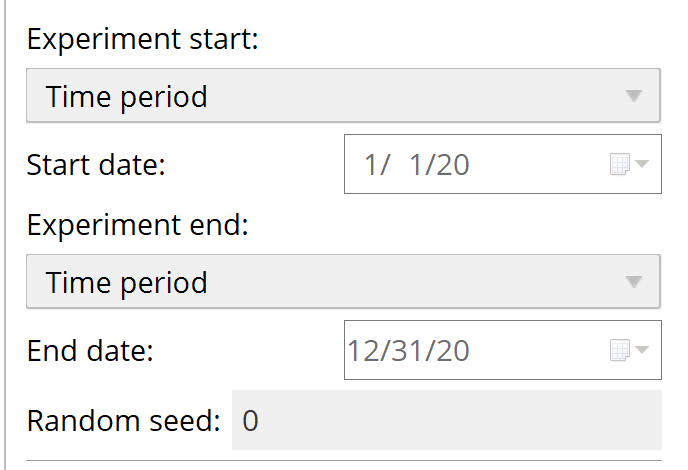 Experiment start:
Time period
Start date: 1/ 1/20
Experiment end:
Time period
End date: 12/31/20
Random seed: 0